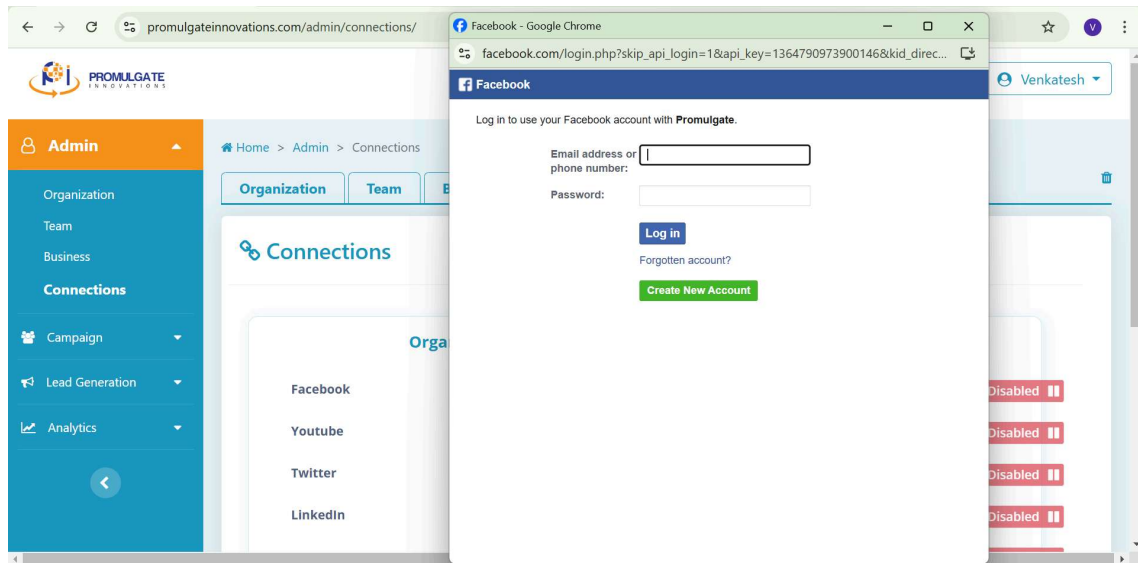 promulgateinnovations.com/admin/connections/
Facebook - Google Chrome
facebook.com/login.php?skip_api_login=1&api_key=1364790973900146&kid_direc...
V
PROMULGATE
INNOVATIONS
Venkatesh
Facebook
Log in to use your Facebook account with Promulgate.
Email address or
phone number:
Password:
Log in
Forgotten account?
Create New Account
Admin
Organization
Team
Business
Connections
Campaign
Lead Generation
Analytics
Home > Admin > Connections
Organization
Team
B
Connections
Orga
Facebook
Disabled
Youtube
Disabled
Twitter
Disabled
LinkedIn
Disabled